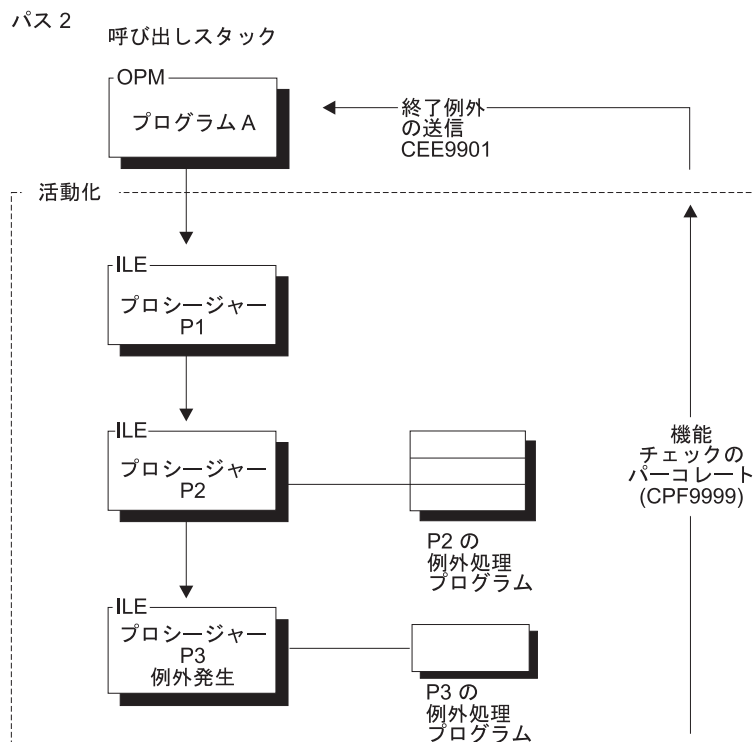 パス 2
呼び出しスタック
OPM
プログラム A
終了例外
の送信
CEE9901
活動化
ILE
プロシージャー
P1
ILE
プロシージャー
P2
P2 の
例外処理
プログラム
機能
チェックの
パーコレート
(CPF9999)
ILE
プロシージャー
P3
例外発生
P3 の
例外処理
プログラム